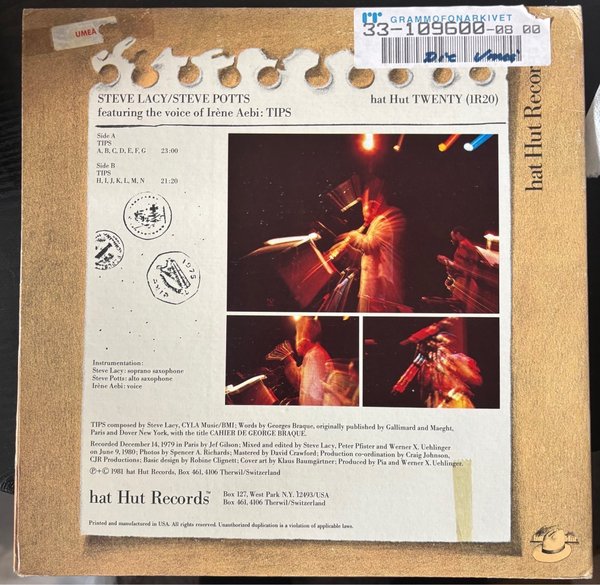 UMEÅ
GRAMMOFONARKIVET
33-109600-08 00
STEVE LACY/STEVE POTTS
hat Hut TWENTY (1R20)
featuring the voice of Irène Aebi: TIPS
hat Hut Records
Side A
TIPS
A, B, C, D, E, F, G 23:00
Side B
TIPS
H, I, J, K, L, M, N 21:20
1975
Instrumentation:
Steve Lacy: soprano saxophone
Steve Potts: alto saxophone
Irène Aebi: voice
TIPS composed by Steve Lacy, CYLA Music/BMI; Words by Georges Braque, originally published by Gallimard and Maeght,
Paris and Dover New York, with the title CAHIER DE GEORGE BRAQUE.
Recorded December 14, 1979 in Paris by Jef Gilson; Mixed and edited by Steve Lacy, Peter Pfister and Werner X. Uehlinger
on June 9, 1980; Photos by Spencer A. Richards; Mastered by David Crawford; Production co-ordination by Craig Johnson,
CJR Productions; Basic design by Robine Clignett; Cover art by Klaus Baumgärtner; Produced by Pia and Werner X. Uehlinger.
Ⓟ+© 1981 hat Hut Records, Box 461, 4106 Therwil/Switzerland
hat Hut Records™
Box 127, West Park N.Y. 12493/USA
Box 461, 4106 Therwil/Switzerland
Printed and manufactured in USA. All rights reserved. Unauthorized duplication is a violation of applicable laws.